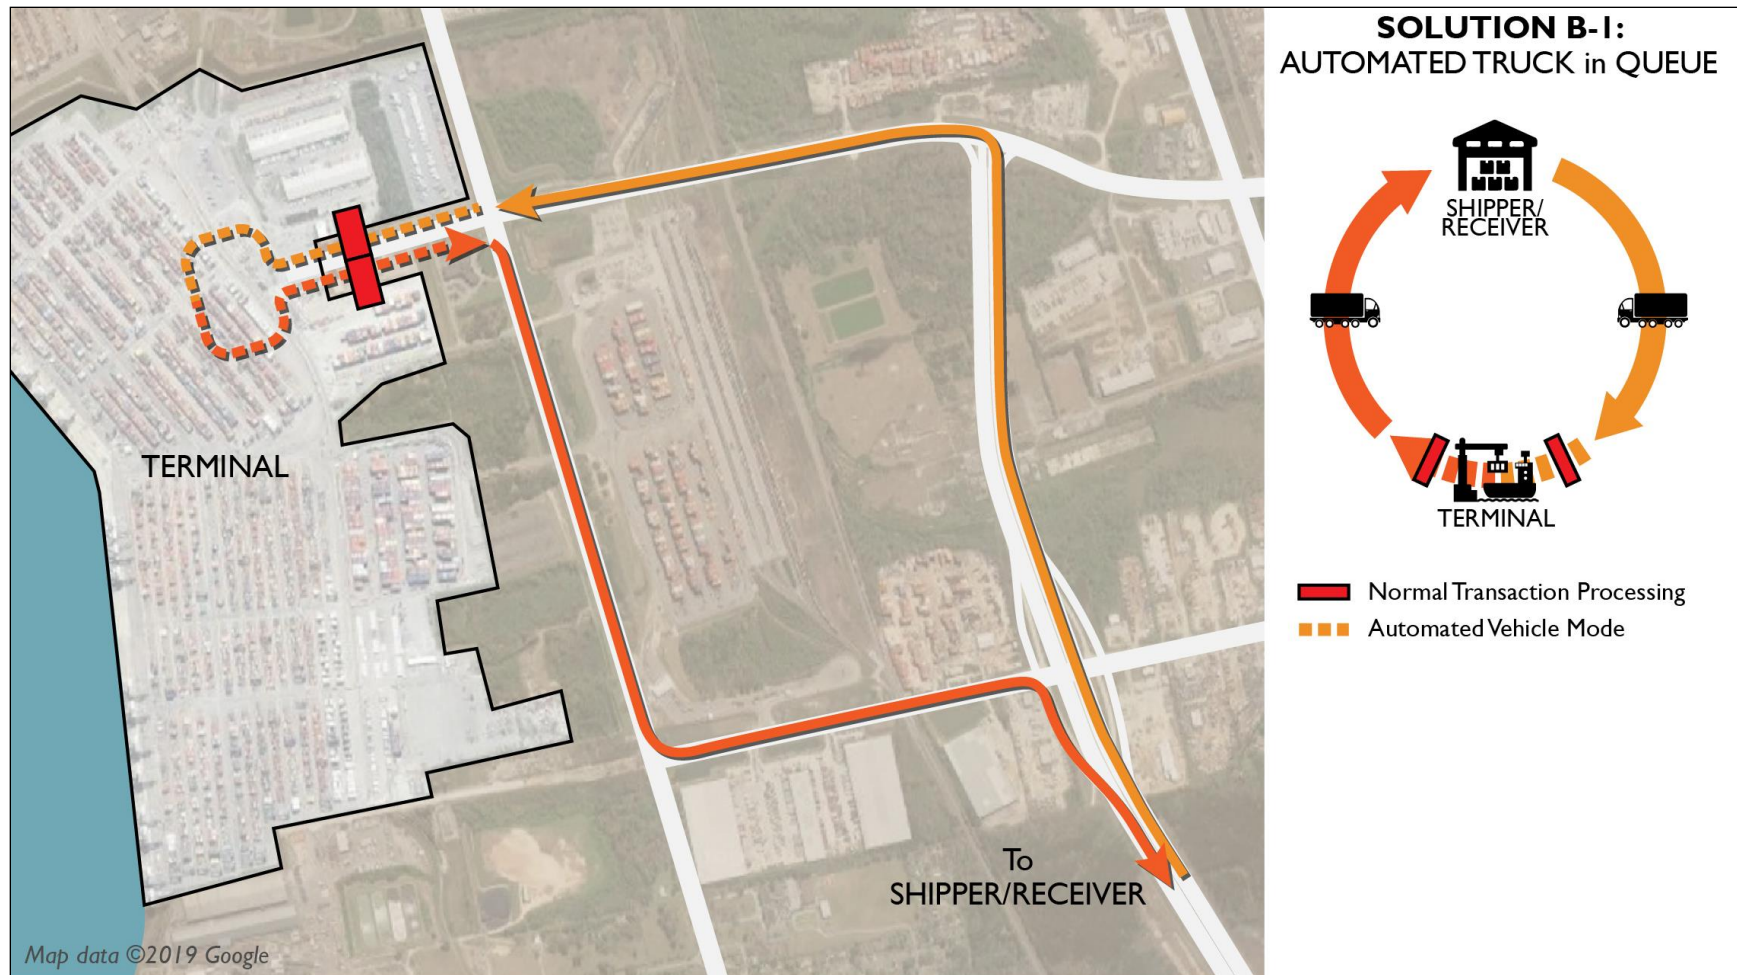 SOLUTION B-1:
AUTOMATED TRUCK in QUEUE
SHIPPER/
RECEIVER
TERMINAL
Normal Transaction Processing
Automated Vehicle Mode
TERMINAL
To
SHIPPER/RECEIVER
Map data ©2019 Google